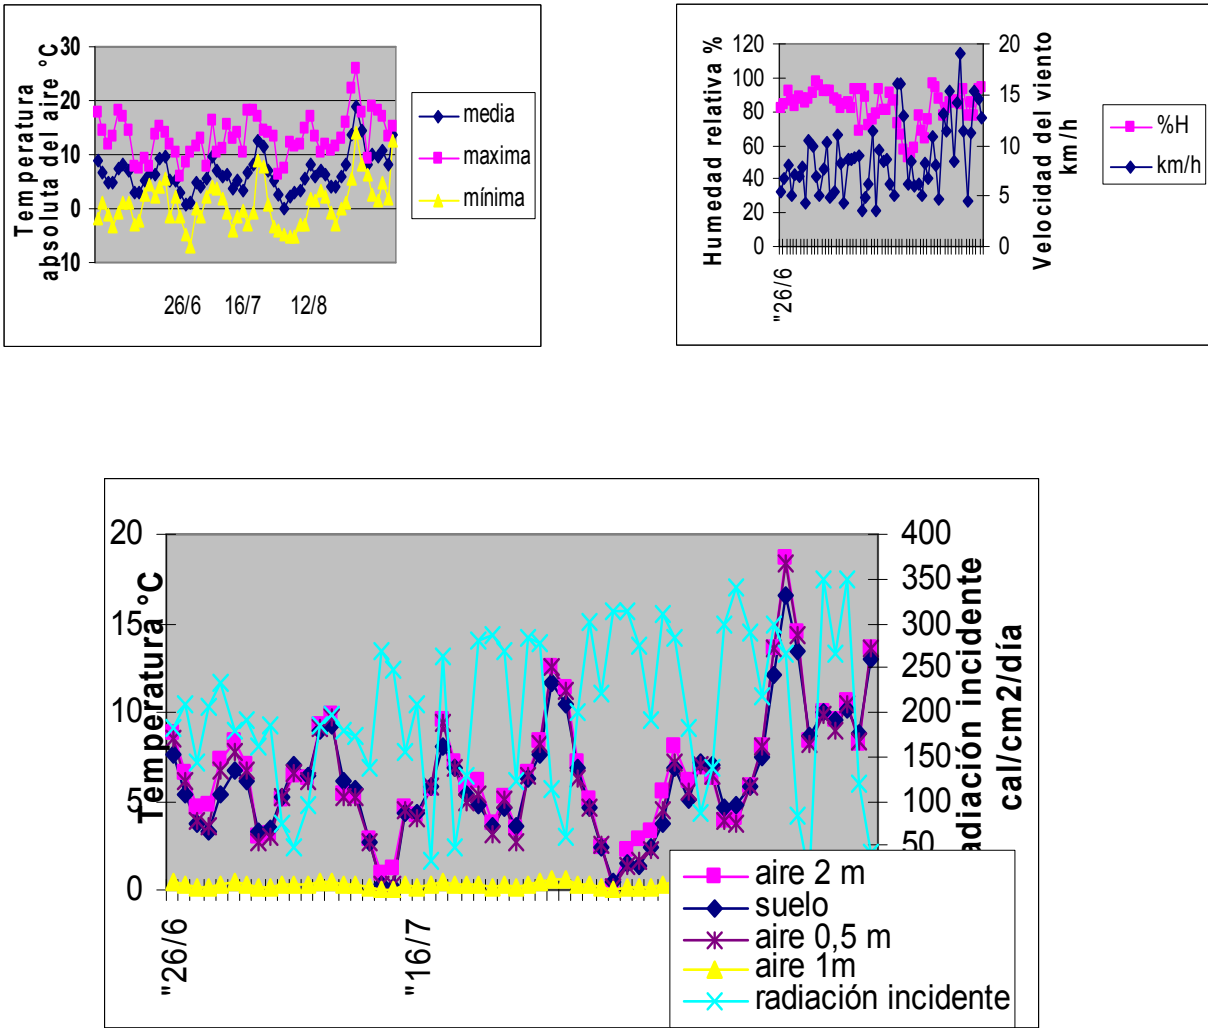 Temperatura
absoluta del aire °C
30
20
10
0
10
26/6 16/7 12/8
media
maxima
mínima
Humedad relativa %
120
100
80
60
40
20
0
"26/6
20
15
10
5
0
Velocidad del viento
km/h
%H
km/h
Temperatura °C
20
15
10
5
0
"26/6
"16/7
400
350
300
250
200
150
100
50
adiación incidente
cal/cm2/día
aire 2 m
suelo
aire 0,5 m
aire 1m
radiación incidente